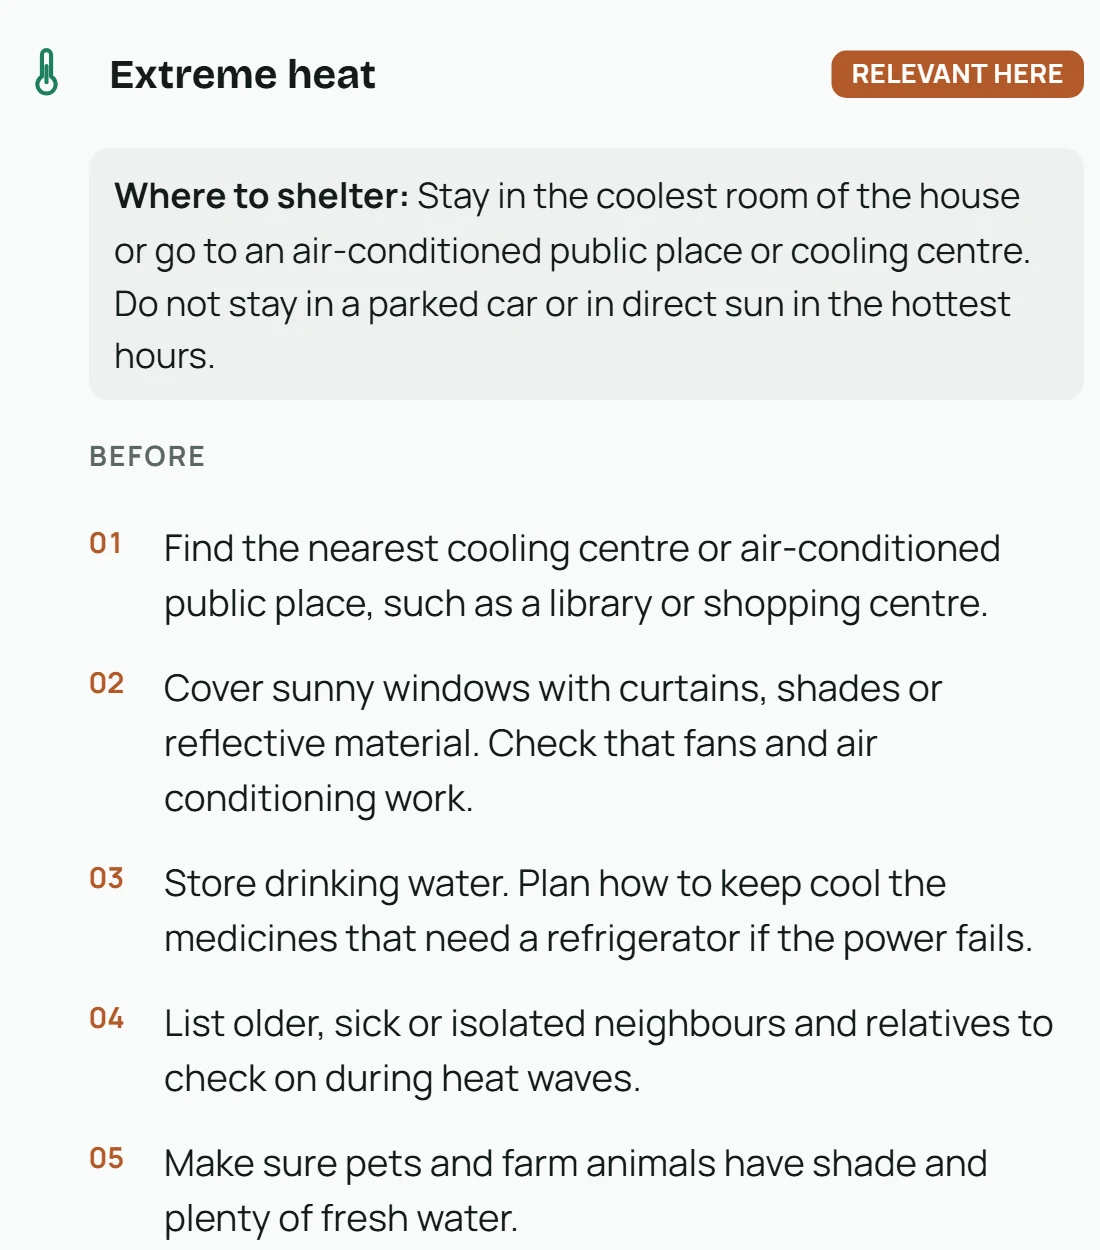 Extreme heat
RELEVANT HERE
Where to shelter: Stay in the coolest room of the house
or go to an air-conditioned public place or cooling centre.
Do not stay in a parked car or in direct sun in the hottest
hours.
BEFORE
01 Find the nearest cooling centre or air-conditioned
public place, such as a library or shopping centre.
02 Cover sunny windows with curtains, shades or
reflective material. Check that fans and air
conditioning work.
03 Store drinking water. Plan how to keep cool the
medicines that need a refrigerator if the power fails.
04 List older, sick or isolated neighbours and relatives to
check on during heat waves.
05 Make sure pets and farm animals have shade and
plenty of fresh water.